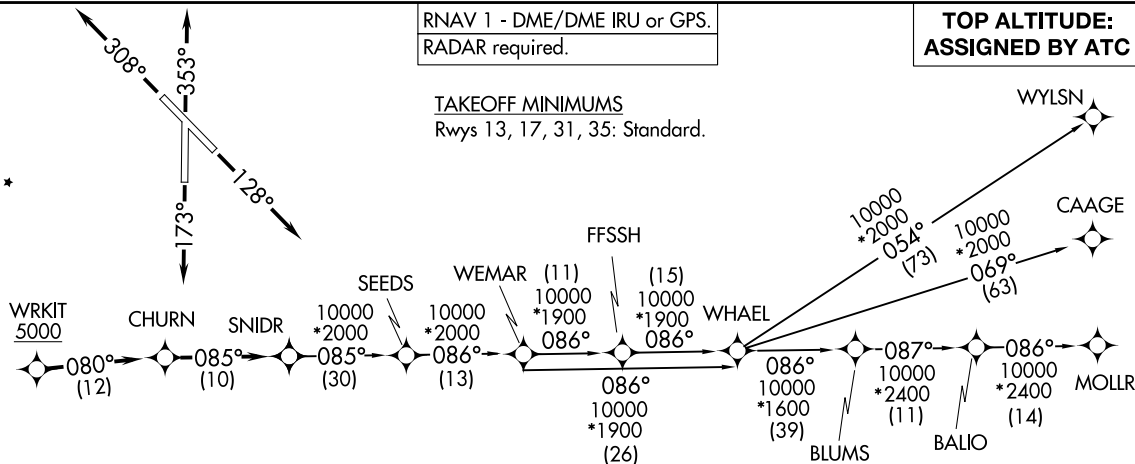 RNAV 1 - DME/DME IRU or GPS.
RADAR required.
TOP ALTITUDE:
ASSIGNED BY ATC
TAKEOFF MINIMUMS
Rwys 13, 17, 31, 35: Standard.
308°
353°
128°
173°
WYLSN
10000
*2000
054°
(73)
CAAGE
10000
*2000
069°
(63)
WRKIT
5000
080°
(12)
CHURN
085°
(10)
SNIDR
10000
*2000
085°
(30)
SEEDS
10000
*2000
086°
(13)
WEMAR
(11)
10000
*1900
086°
FFSSH
(15)
10000
*1900
086°
086°
10000
*1900
(26)
WHAEL
086°
10000
*1600
(39)
BLUMS
087°
10000
*2400
(11)
BALIO
086°
10000
*2400
(14)
MOLLR